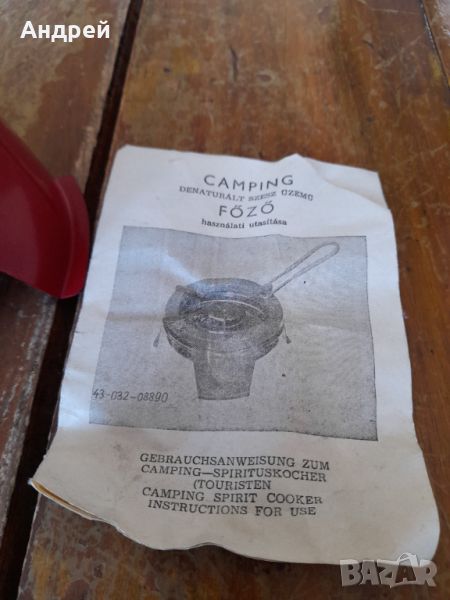 Андрей
CAMPING
DENATURÁLT SZESZ ÜZEMŰ
FŐZŐ
használati utasítása
43-032-08890
GEBRAUCHSANWEISUNG ZUM
CAMPING—SPIRITUSKOCHER
(TOURISTEN
CAMPING SPIRIT COOKER
INSTRUCTIONS FOR USE
BAZAR